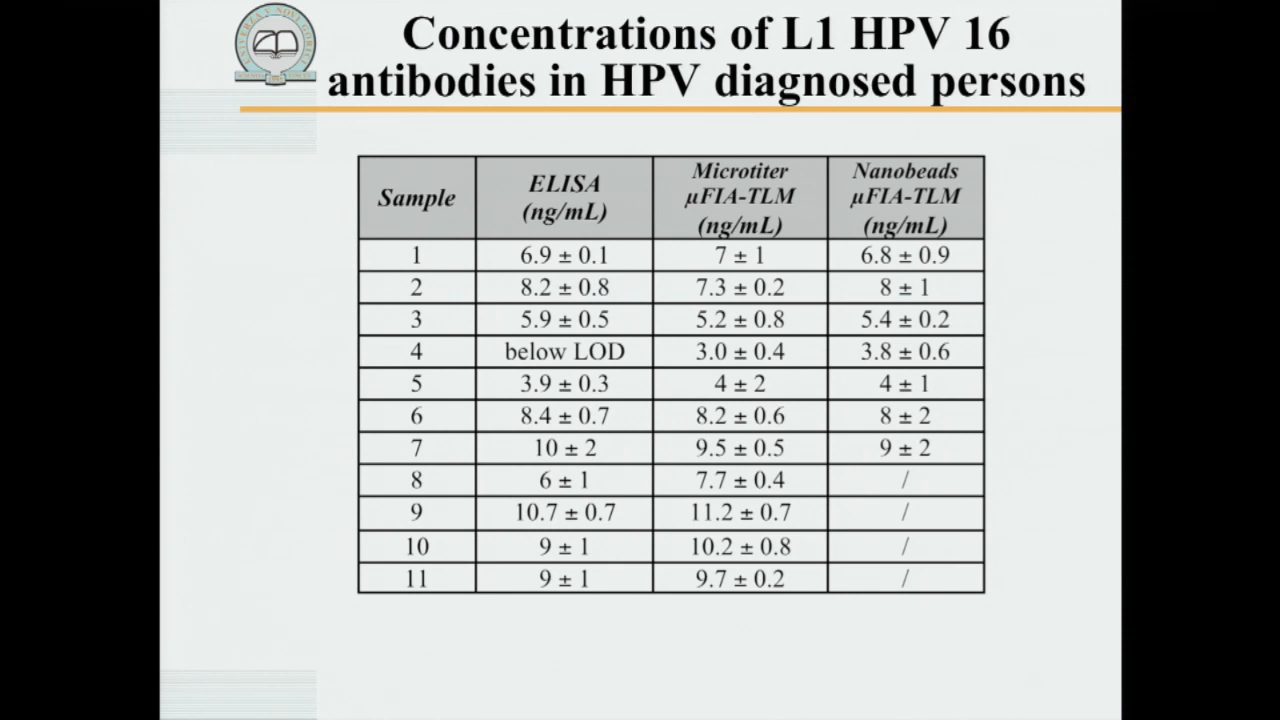 Concentrations of L1 HPV 16
antibodies in HPV diagnosed persons
Sample ELISA (ng/mL) Microtiter µFIA-TLM (ng/mL) Nanobeads µFIA-TLM (ng/mL)
1 6.9 ± 0.1 7 ± 1 6.8 ± 0.9
2 8.2 ± 0.8 7.3 ± 0.2 8 ± 1
3 5.9 ± 0.5 5.2 ± 0.8 5.4 ± 0.2
4 below LOD 3.0 ± 0.4 3.8 ± 0.6
5 3.9 ± 0.3 4 ± 2 4 ± 1
6 8.4 ± 0.7 8.2 ± 0.6 8 ± 2
7 10 ± 2 9.5 ± 0.5 9 ± 2
8 6 ± 1 7.7 ± 0.4 /
9 10.7 ± 0.7 11.2 ± 0.7 /
10 9 ± 1 10.2 ± 0.8 /
11 9 ± 1 9.7 ± 0.2 /